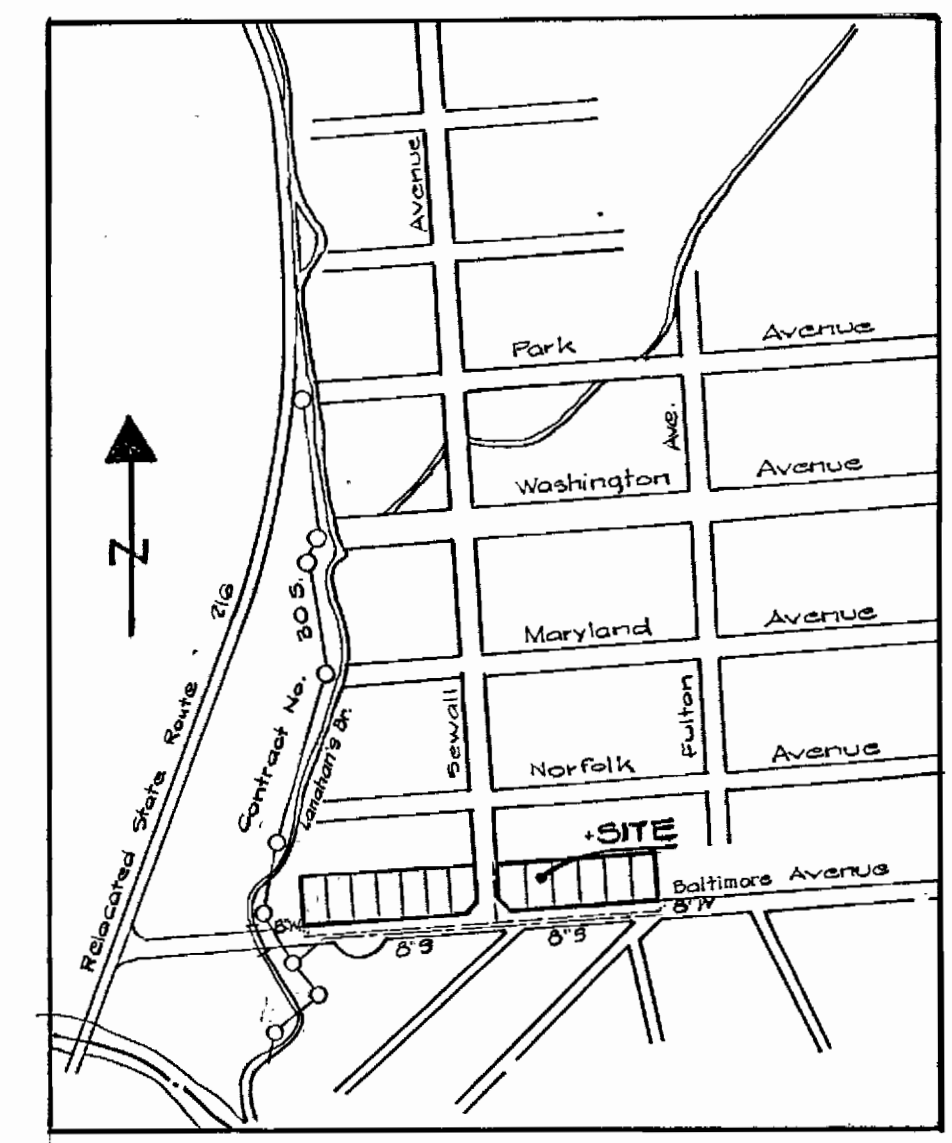 Avenue
Park Avenue
Ave.
Washington Avenue
Maryland Avenue
Relocated State Route 216
Contract No. 30 S.
Lanahan's Br.
Sewall
Fulton
Norfolk Avenue
SITE
Baltimore Avenue
8"W
8"W
8"S
8"S
N